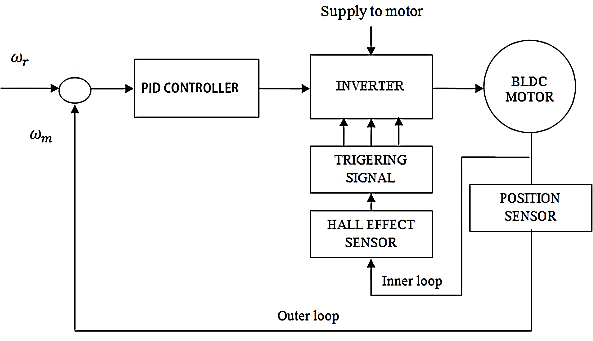 Supply to motor
ωr
PID CONTROLLER
INVERTER
BLDC
MOTOR
ωm
TRIGERING
SIGNAL
POSITION
SENSOR
HALL EFFECT
SENSOR
Inner loop
Outer loop